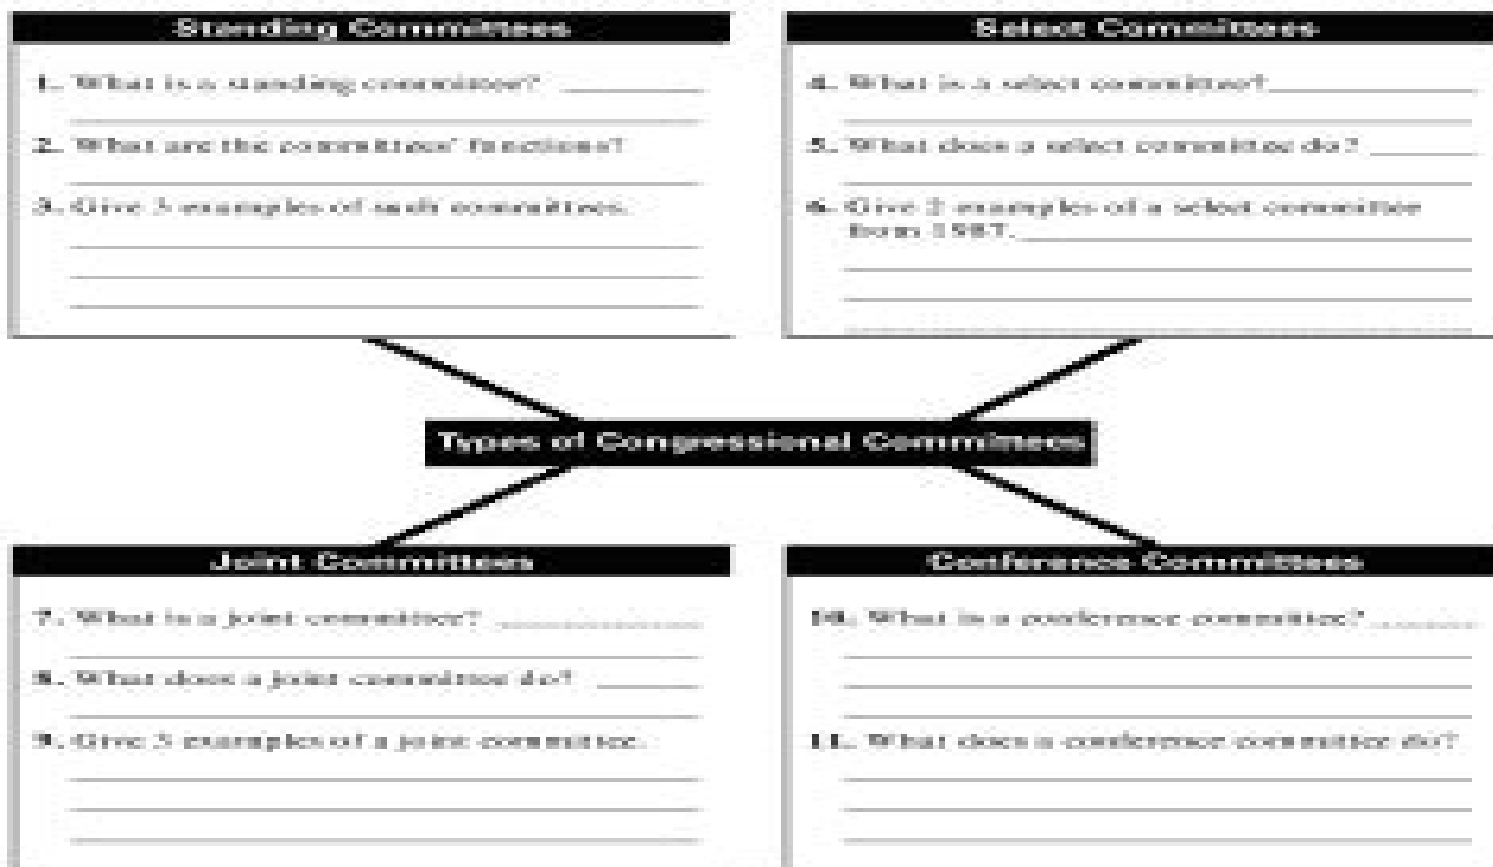 Standing Committees
1. What is a standing committee?
2. What are the committees' functions?
3. Give 3 examples of such committees.
Select Committees
4. What is a select committee?
5. What does a select committee do?
6. Give 2 examples of a select committee
from 1987.
Types of Congressional Committees
Joint Committees
7. What is a joint committee?
8. What does a joint committee do?
9. Give 3 examples of a joint committee.
Conference Committees
10. What is a conference committee?
11. What does a conference committee do?